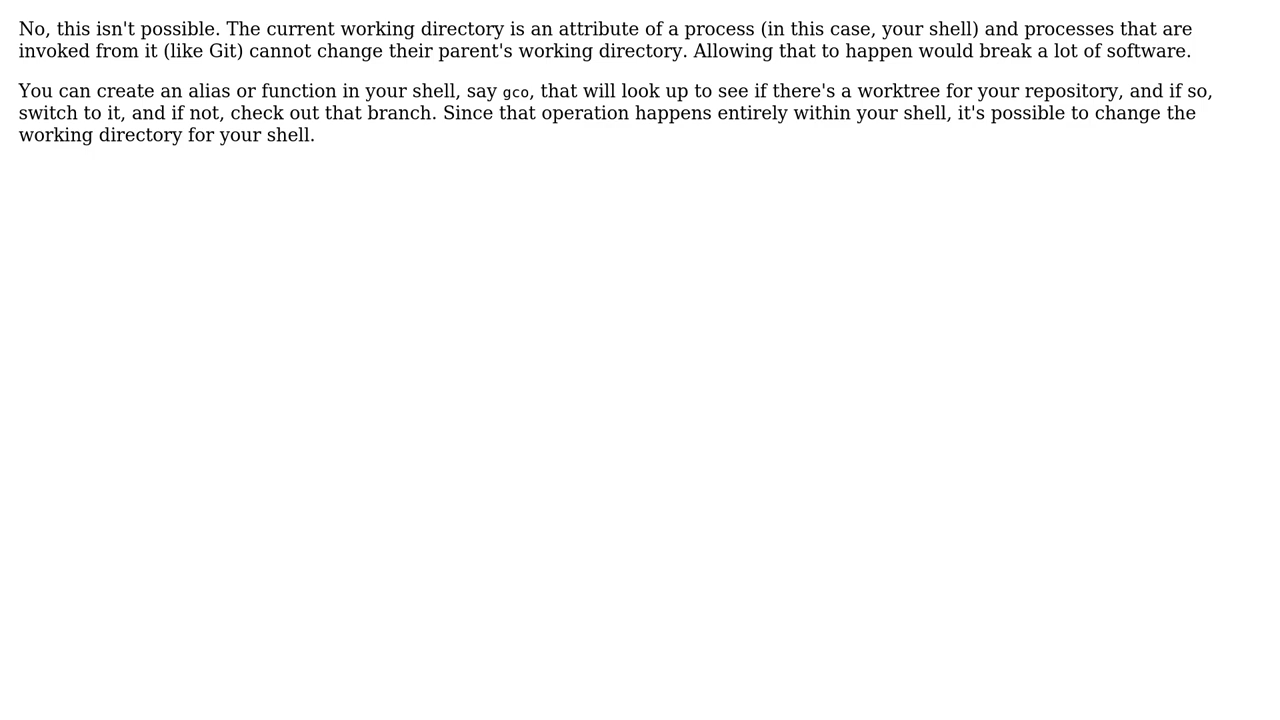 No, this isn't possible. The current working directory is an attribute of a process (in this case, your shell) and processes that are
invoked from it (like Git) cannot change their parent's working directory. Allowing that to happen would break a lot of software.
You can create an alias or function in your shell, say gco, that will look up to see if there's a worktree for your repository, and if so,
switch to it, and if not, check out that branch. Since that operation happens entirely within your shell, it's possible to change the
working directory for your shell.